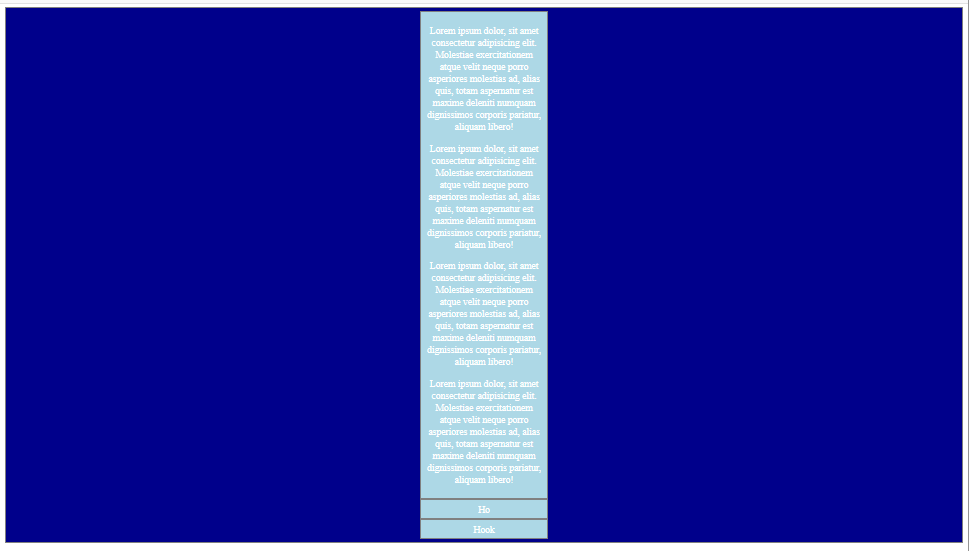 Lorem ipsum dolor, sit amet
consectetur adipisicing elit.
Molestiae exercitationem
atque velit neque porro
asperiores molestias ad, alias
quis, totam aspernatur est
maxime deleniti numquam
dignissimos corporis pariatur,
aliquam libero!
Lorem ipsum dolor, sit amet
consectetur adipisicing elit.
Molestiae exercitationem
atque velit neque porro
asperiores molestias ad, alias
quis, totam aspernatur est
maxime deleniti numquam
dignissimos corporis pariatur,
aliquam libero!
Lorem ipsum dolor, sit amet
consectetur adipisicing elit.
Molestiae exercitationem
atque velit neque porro
asperiores molestias ad, alias
quis, totam aspernatur est
maxime deleniti numquam
dignissimos corporis pariatur,
aliquam libero!
Lorem ipsum dolor, sit amet
consectetur adipisicing elit.
Molestiae exercitationem
atque velit neque porro
asperiores molestias ad, alias
quis, totam aspernatur est
maxime deleniti numquam
dignissimos corporis pariatur,
aliquam libero!
Ho
Hook